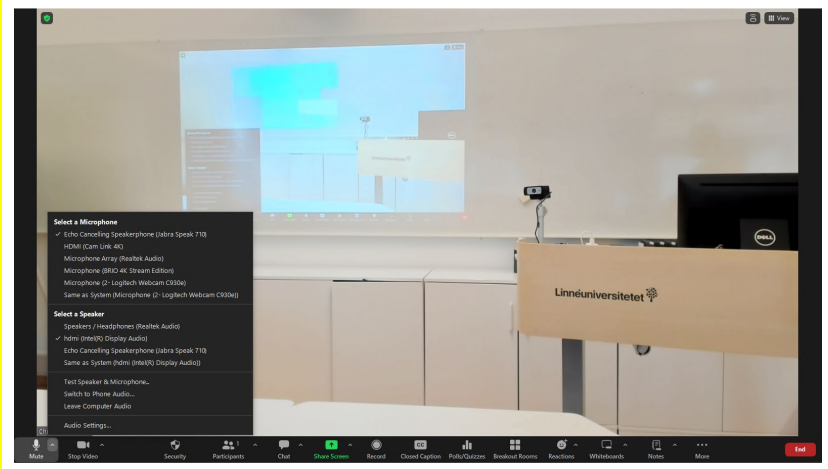 View
Select a Microphone
✓ Echo Cancelling Speakerphone (Jabra Speak 710)
HDMI (Cam Link 4K)
Microphone Array (Realtek Audio)
Microphone (BRIO 4K Stream Edition)
Microphone (2- Logitech Webcam C930e)
Same as System (Microphone (2- Logitech Webcam C930e))
Select a Speaker
Speakers / Headphones (Realtek Audio)
✓ hdmi (Intel(R) Display Audio)
Echo Cancelling Speakerphone (Jabra Speak 710)
Same as System (hdmi (Intel(R) Display Audio))
Test Speaker & Microphone...
Switch to Phone Audio...
Leave Computer Audio
Audio Settings...
DELL
Linnéuniversitetet
1
CC
Mute Stop Video Security Participants Chat Share Screen Record Closed Caption Polls/Quizzes Breakout Rooms Reactions Whiteboards Notes More End